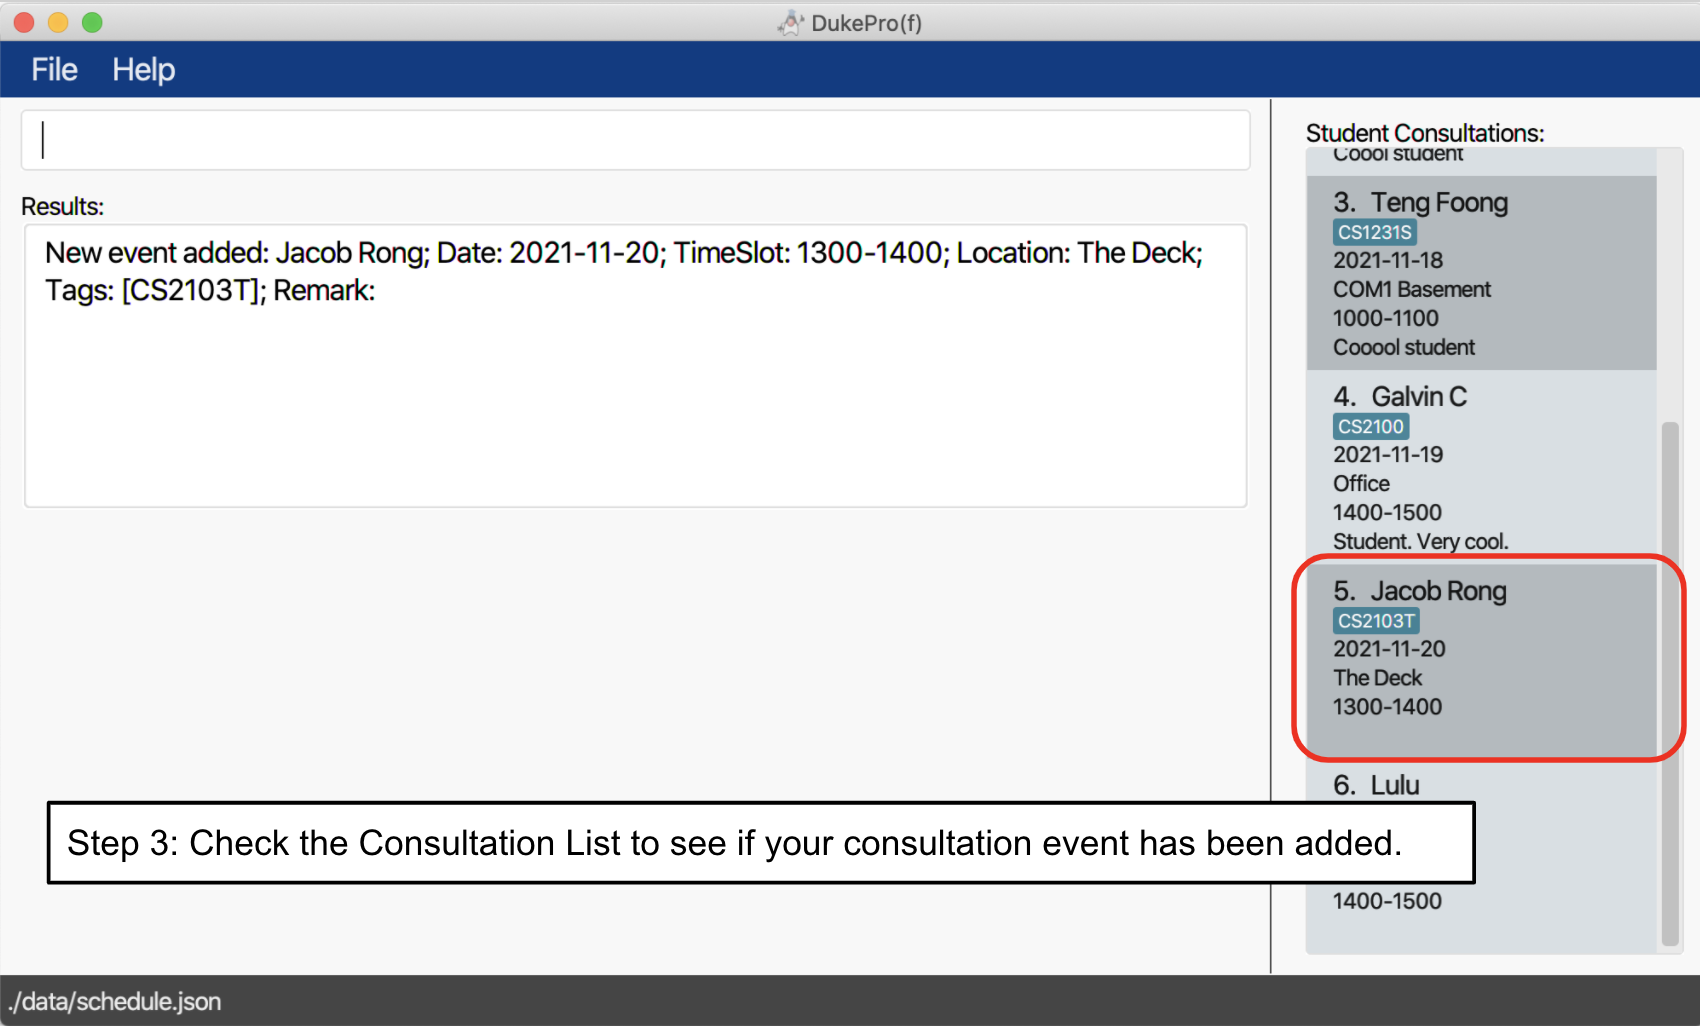 DukePro(f)
File Help
Results:
New event added: Jacob Rong; Date: 2021-11-20; TimeSlot: 1300-1400; Location: The Deck;
Tags: [CS2103T]; Remark:
Student Consultations:
Coool student
3. Teng Foong
CS1231S
2021-11-18
COM1 Basement
1000-1100
Cooool student
4. Galvin C
CS2100
2021-11-19
Office
1400-1500
Student. Very cool.
5. Jacob Rong
CS2103T
2021-11-20
The Deck
1300-1400
6. Lulu
Step 3: Check the Consultation List to see if your consultation event has been added.
1400-1500
./data/schedule.json